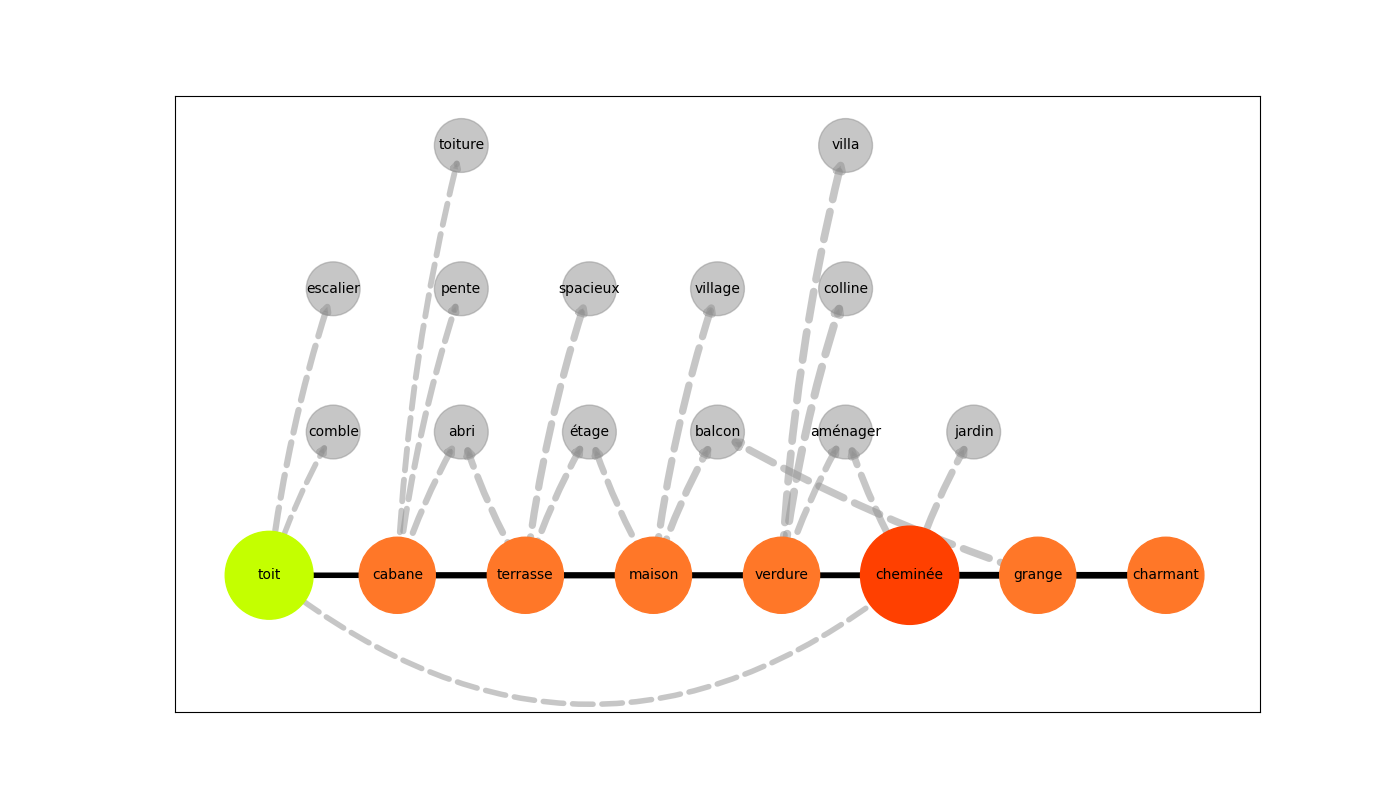 toiture
villa
escalier
pente
spacieux
village
colline
comble
abri
étage
balcon
aménager
jardin
toit
cabane
terrasse
maison
verdure
cheminée
grange
charmant